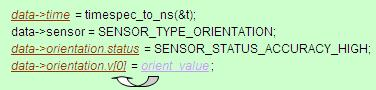 data->time = timespec_to_ns(&t);
data->sensor = SENSOR_TYPE_ORIENTATION;
data->orientation.status = SENSOR_STATUS_ACCURACY_HIGH;
data->orientation.v[0] = orient_value;